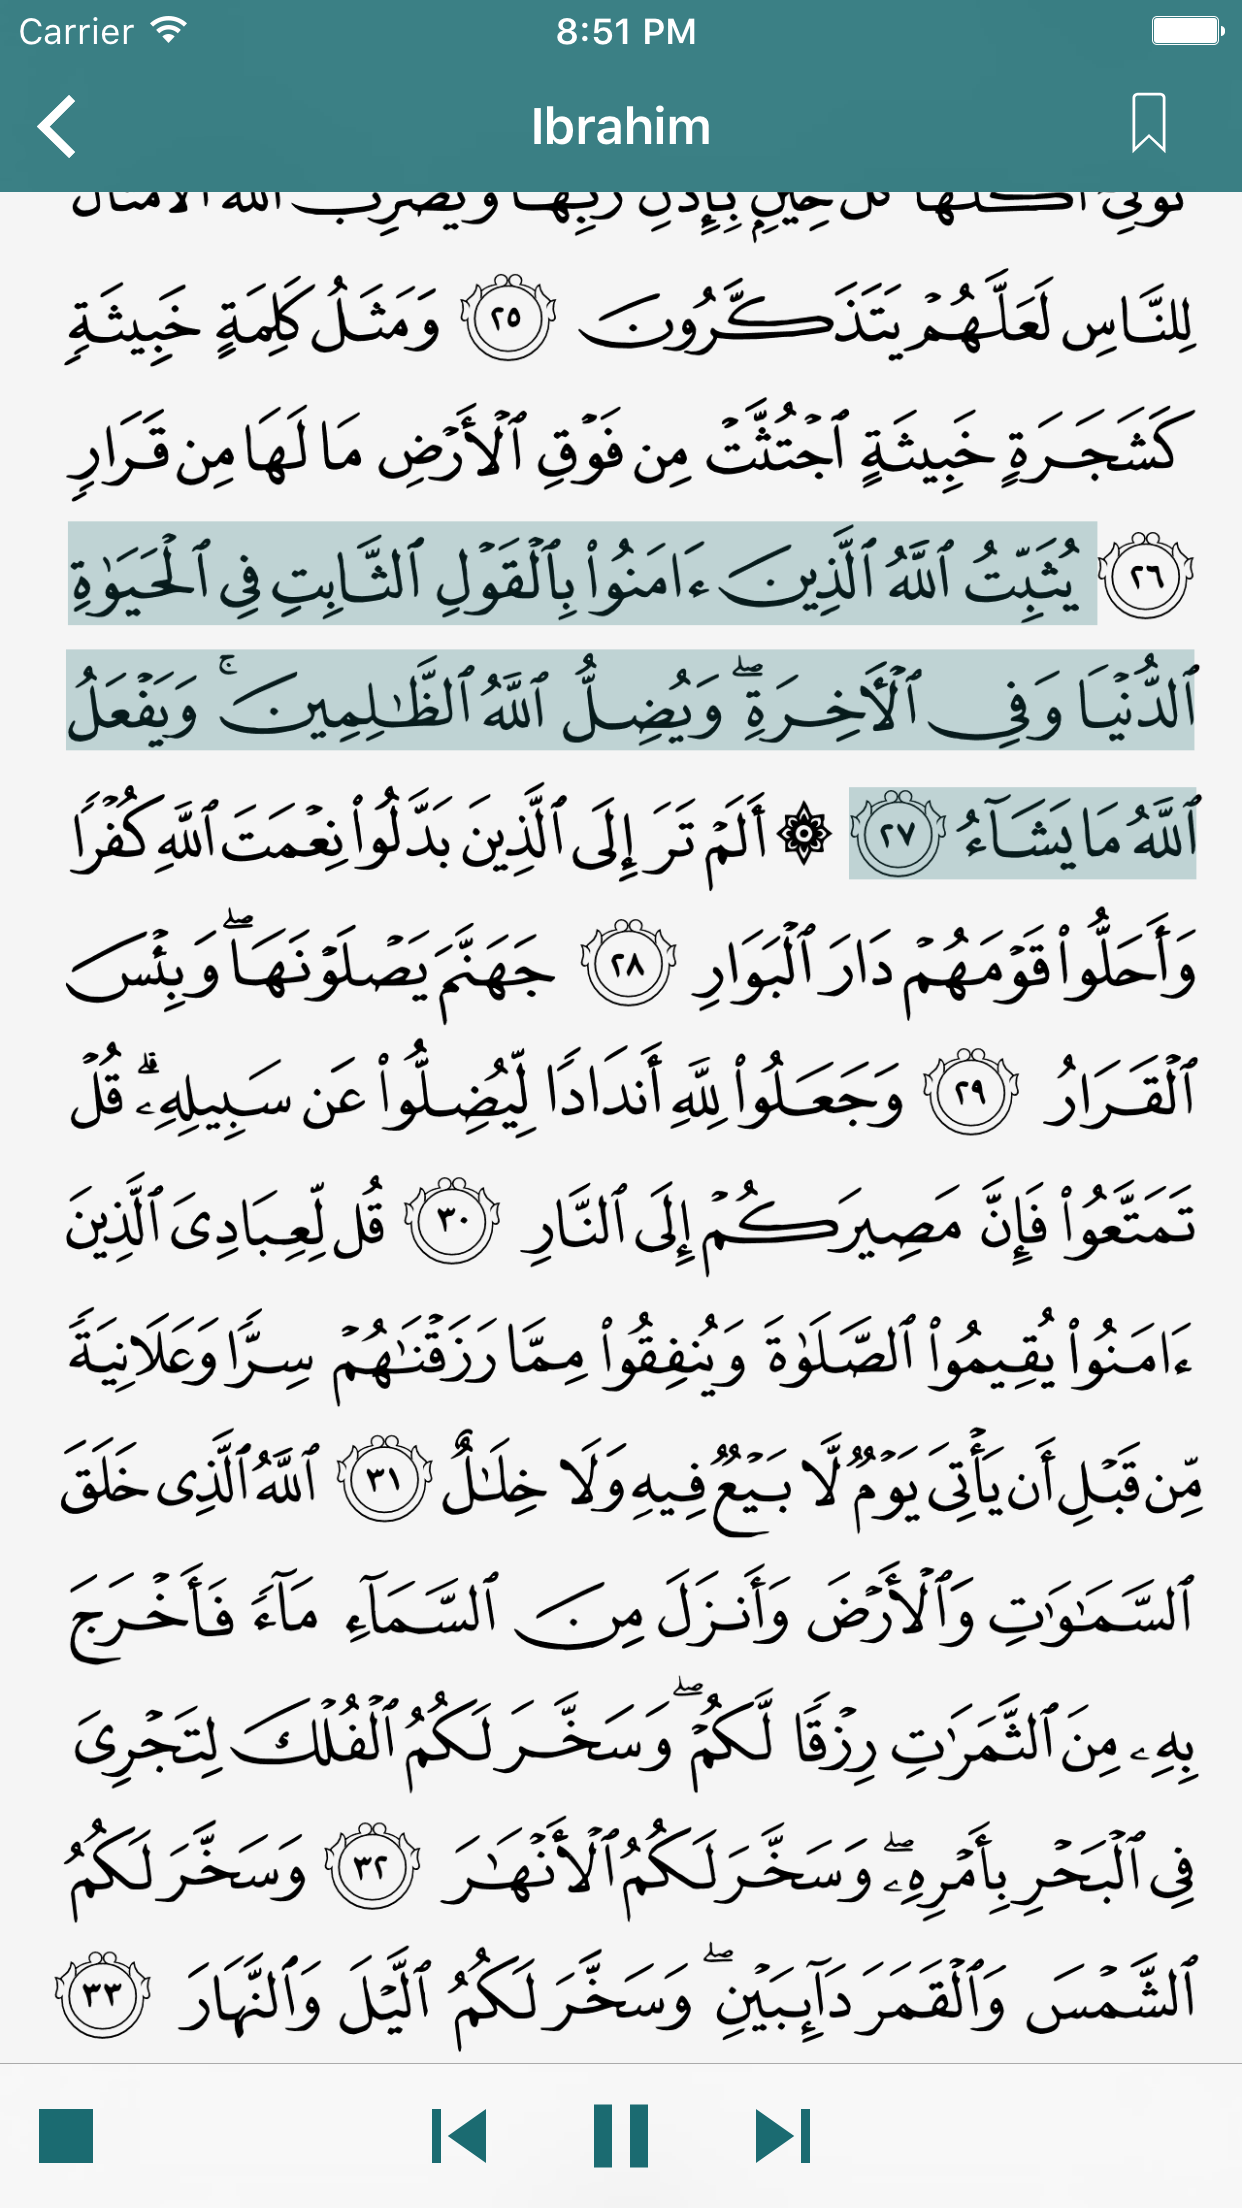 Carrier 8:51 PM
Ibrahim
تُؤْتِىٓ أُكُلَهَا كُلَّ حِينٍۭ بِإِذْنِ رَبِّهَا ۗ وَيَضْرِبُ ٱللَّهُ ٱلْأَمْثَالَ
لِلنَّاسِ لَعَلَّهُمْ يَتَذَكَّرُونَ ٢٥ وَمَثَلُ كَلِمَةٍ خَبِيثَةٍ
كَشَجَرَةٍ خَبِيثَةٍ ٱجْتُثَّتْ مِن فَوْقِ ٱلْأَرْضِ مَا لَهَا مِن قَرَارٍ
٢٦ يُثَبِّتُ ٱللَّهُ ٱلَّذِينَ ءَامَنُوا۟ بِٱلْقَوْلِ ٱلثَّابِتِ فِى ٱلْحَيَوٰةِ
ٱلدُّنْيَا وَفِى ٱلْأَخِرَةِ ۖ وَيُضِلُّ ٱللَّهُ ٱلظَّـٰلِمِينَ ۚ وَيَفْعَلُ
ٱللَّهُ مَا يَشَآءُ ٢٧ ۞ أَلَمْ تَرَ إِلَى ٱلَّذِينَ بَدَّلُوا۟ نِعْمَتَ ٱللَّهِ كُفْرًا
وَأَحَلُّوا۟ قَوْمَهُمْ دَارَ ٱلْبَوَارِ ٢٨ جَهَنَّمَ يَصْلَوْنَهَا ۖ وَبِئْسَ
ٱلْقَرَارُ ٢٩ وَجَعَلُوا۟ لِلَّهِ أَندَادًا لِّيُضِلُّوا۟ عَن سَبِيلِهِۦ ۗ قُلْ
تَمَتَّعُوا۟ فَإِنَّ مَصِيرَكُمْ إِلَى ٱلنَّارِ ٣٠ قُل لِّعِبَادِىَ ٱلَّذِينَ
ءَامَنُوا۟ يُقِيمُوا۟ ٱلصَّلَوٰةَ وَيُنفِقُوا۟ مِمَّا رَزَقْنَـٰهُمْ سِرًّا وَعَلَانِيَةً
مِّن قَبْلِ أَن يَأْتِىَ يَوْمٌ لَّا بَيْعٌ فِيهِ وَلَا خِلَـٰلٌ ٣١ ٱللَّهُ ٱلَّذِى خَلَقَ
ٱلسَّمَـٰوَٰتِ وَٱلْأَرْضَ وَأَنزَلَ مِنَ ٱلسَّمَآءِ مَآءً فَأَخْرَجَ
بِهِۦ مِنَ ٱلثَّمَرَٰتِ رِزْقًا لَّكُمْ ۖ وَسَخَّرَ لَكُمُ ٱلْفُلْكَ لِتَجْرِىَ
فِى ٱلْبَحْرِ بِأَمْرِهِۦ ۖ وَسَخَّرَ لَكُمُ ٱلْأَنْهَـٰرَ ٣٢ وَسَخَّرَ لَكُمُ
ٱلشَّمْسَ وَٱلْقَمَرَ دَآئِبَيْنِ ۖ وَسَخَّرَ لَكُمُ ٱلَّيْلَ وَٱلنَّهَارَ ٣٣